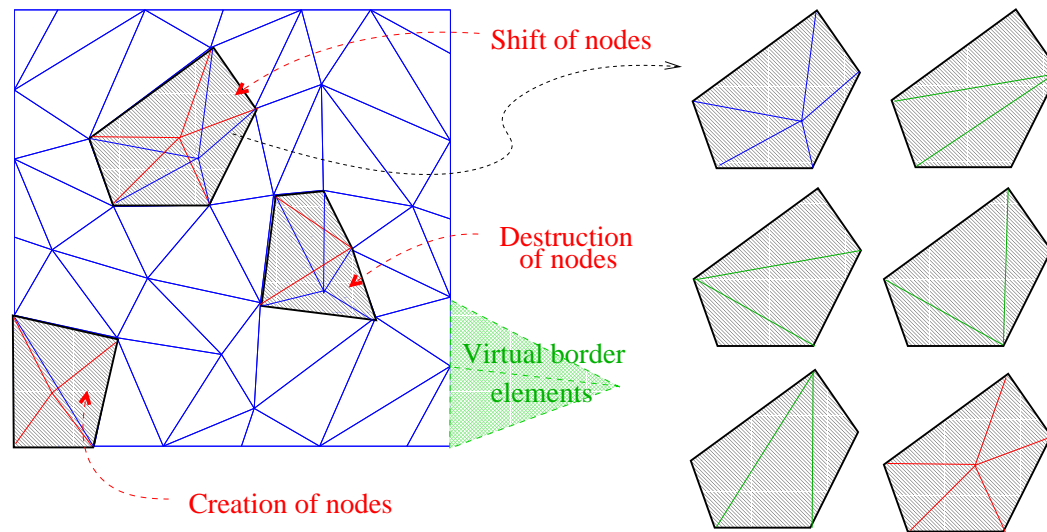 Shift of nodes
Destruction
of nodes
Virtual border
elements
Creation of nodes